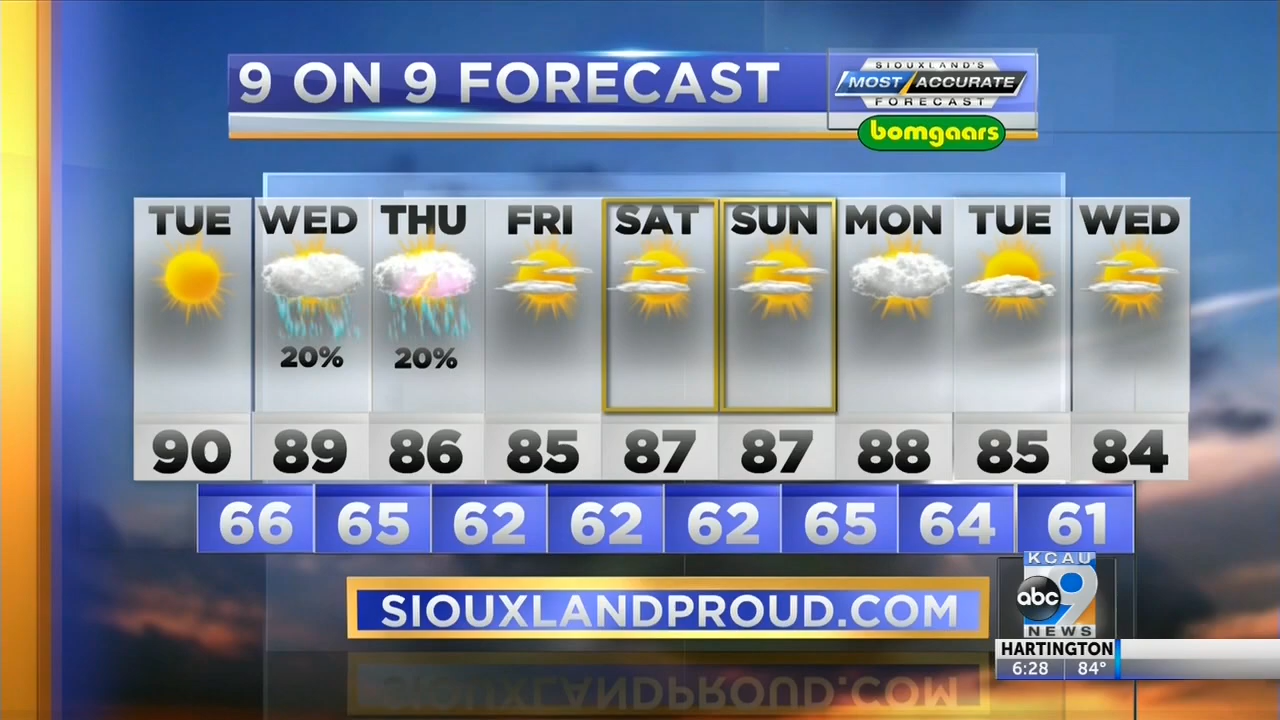 9 ON 9 FORECAST
SIOUXLAND'S
MOST ACCURATE
FORECAST
bomgaars
TUE WED THU FRI SAT SUN MON TUE WED
20% 20%
90 89 86 85 87 87 88 85 84
66 65 62 62 62 65 64 61
SIOUXLANDPROUD.COM
KCAU
abc 9
NEWS
HARTINGTON
6:28 84°
SIOUXLANDPROUD.COM